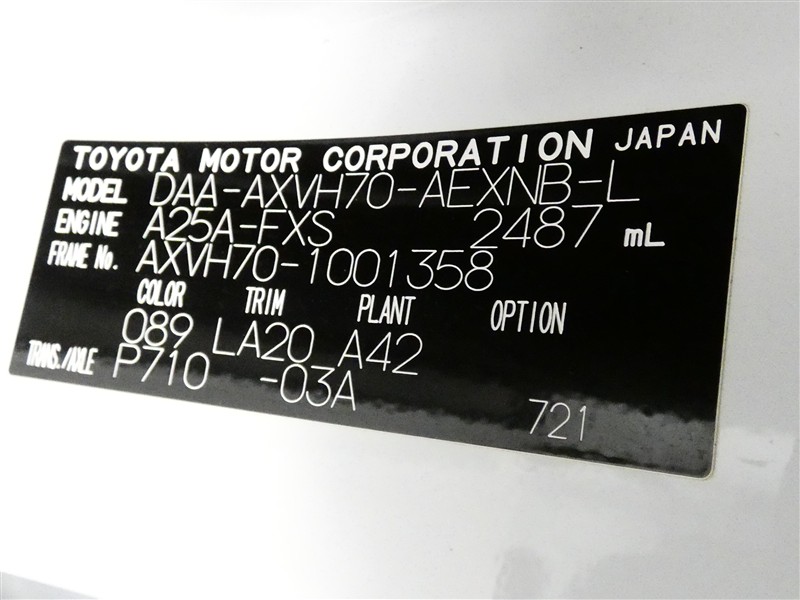 TOYOTA MOTOR CORPORATION JAPAN
MODEL DAA-AXVH70-AEXNB-L
ENGINE A25A-FXS 2487 mL
FRAME No. AXVH70-1001358
COLOR TRIM PLANT OPTION
089 LA20 A42
TRANS./AXLE P710 -03A
721